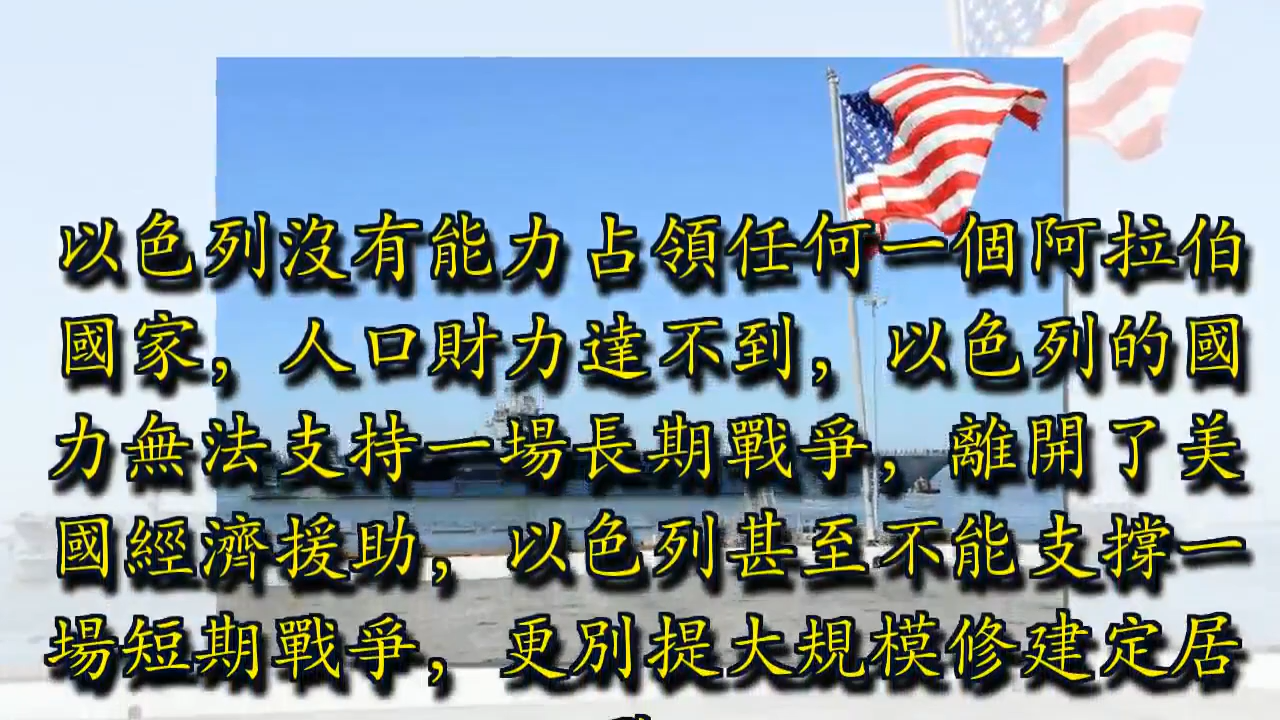 以色列沒有能力占領任何一個阿拉伯
國家，人口財力達不到，以色列的國
力無法支持一場長期戰爭，離開了美
國經濟援助，以色列甚至不能支撐一
場短期戰爭，更別提大規模修建定居